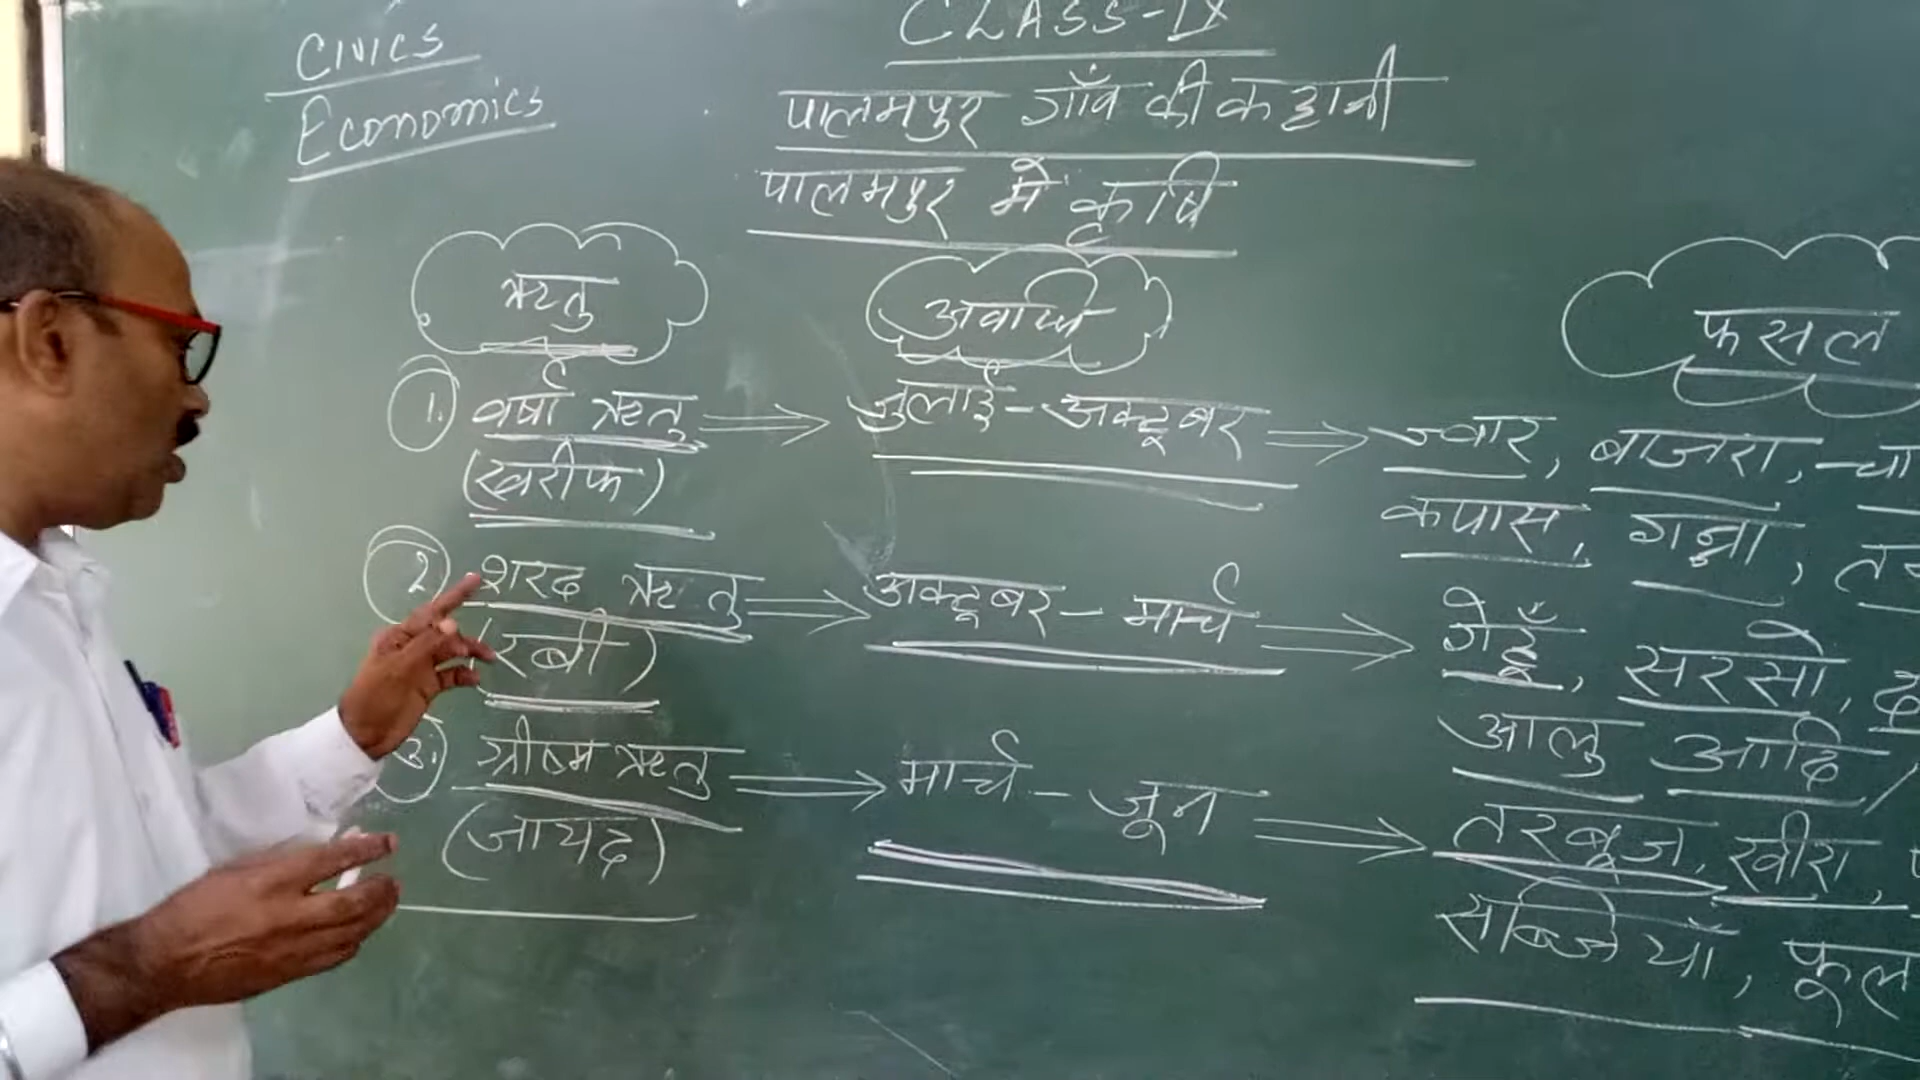 CIVICS
Economics
CLASS-IX
पालमपुर गाँव की कहानी
पालमपुर में कृषि
ऋतु
अवधि
फसल
1. वर्षा ऋतु ⇒ जुलाई - अक्टूबर ⇒ ज्वार, बाजरा,
(खरीफ)
कपास, गन्ना,
2 शरद ऋतु ⇒ अक्टूबर - मार्च ⇒ गेहूँ, सरसो,
(रबी)
आलु आदि,
3. ग्रीष्म ऋतु ⇒ मार्च - जून ⇒ तरबूज, खीरा,
(जायद)
सब्जियाँ, फूल